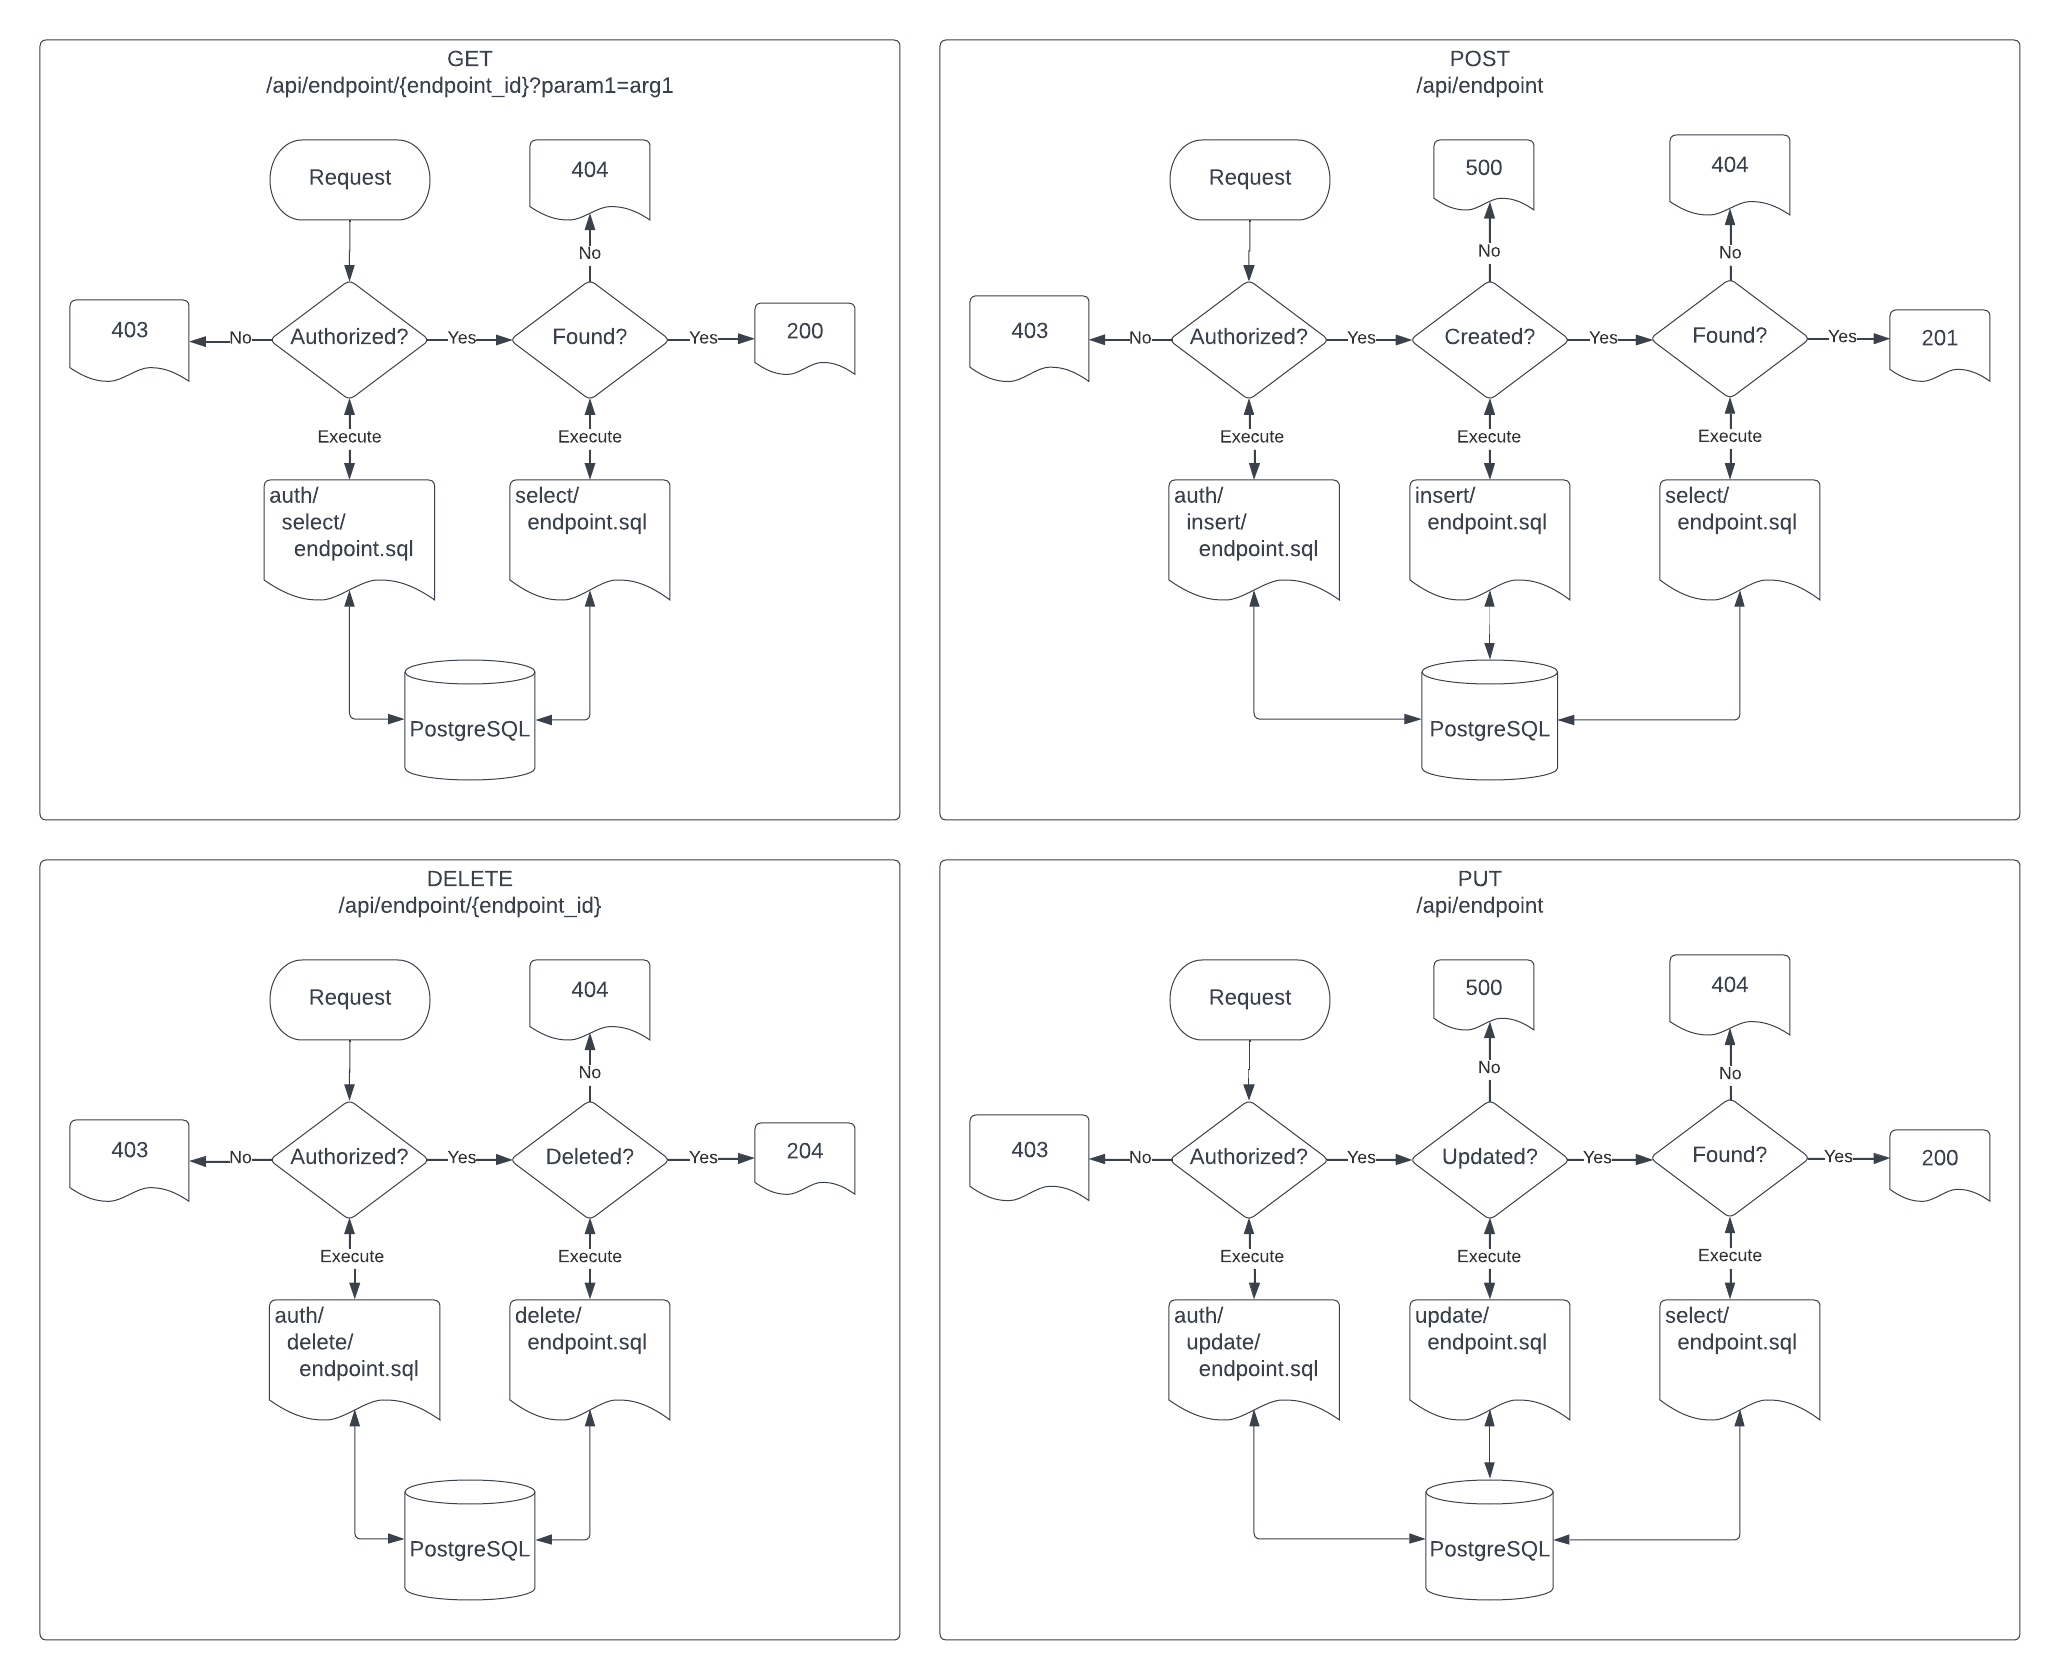 GET
/api/endpoint/{endpoint_id}?param1=arg1
Request
404
No
403
No
Authorized?
Yes
Found?
Yes
200
Execute
Execute
auth/
select/
endpoint.sql
select/
endpoint.sql
PostgreSQL
POST
/api/endpoint
Request
500
404
No
No
403
No
Authorized?
Yes
Created?
Yes
Found?
Yes
201
Execute
Execute
Execute
auth/
insert/
endpoint.sql
insert/
endpoint.sql
select/
endpoint.sql
PostgreSQL
DELETE
/api/endpoint/{endpoint_id}
Request
404
No
403
No
Authorized?
Yes
Deleted?
Yes
204
Execute
Execute
auth/
delete/
endpoint.sql
delete/
endpoint.sql
PostgreSQL
PUT
/api/endpoint
Request
500
404
No
No
403
No
Authorized?
Yes
Updated?
Yes
Found?
Yes
200
Execute
Execute
Execute
auth/
update/
endpoint.sql
update/
endpoint.sql
select/
endpoint.sql
PostgreSQL